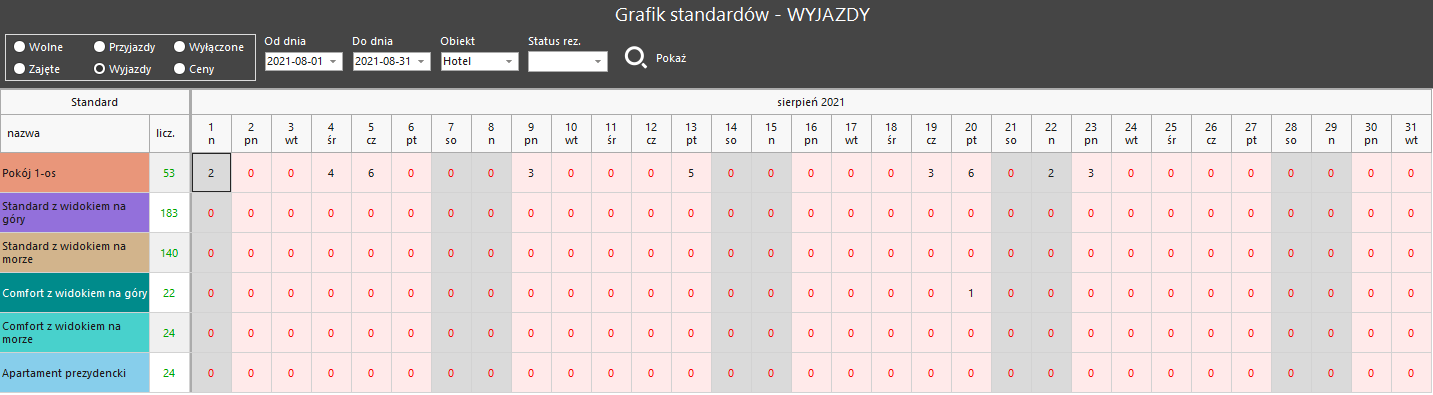 Grafik standardów - WYJAZDY
Wolne Przyjazdy Wyłączone Od dnia Do dnia Obiekt Status rez.
Zajęte Wyjazdy Ceny 2021-08-01 2021-08-31 Hotel Pokaż
Standard sierpień 2021
nazwa licz. 1 2 3 4 5 6 7 8 9 10 11 12 13 14 15 16 17 18 19 20 21 22 23 24 25 26 27 28 29 30 31
n pn wt śr cz pt so n pn wt śr cz pt so n pn wt śr cz pt so n pn wt śr cz pt so n pn wt
Pokój 1-os 53 2 0 0 4 6 0 0 0 3 0 0 0 5 0 0 0 0 0 3 6 0 2 3 0 0 0 0 0 0 0 0
Standard z widokiem na
góry 183 0 0 0 0 0 0 0 0 0 0 0 0 0 0 0 0 0 0 0 0 0 0 0 0 0 0 0 0 0 0 0
Standard z widokiem na
morze 140 0 0 0 0 0 0 0 0 0 0 0 0 0 0 0 0 0 0 0 0 0 0 0 0 0 0 0 0 0 0 0
Comfort z widokiem na góry 22 0 0 0 0 0 0 0 0 0 0 0 0 0 0 0 0 0 0 0 1 0 0 0 0 0 0 0 0 0 0 0
Comfort z widokiem na
morze 24 0 0 0 0 0 0 0 0 0 0 0 0 0 0 0 0 0 0 0 0 0 0 0 0 0 0 0 0 0 0 0
Apartament prezydencki 24 0 0 0 0 0 0 0 0 0 0 0 0 0 0 0 0 0 0 0 0 0 0 0 0 0 0 0 0 0 0 0